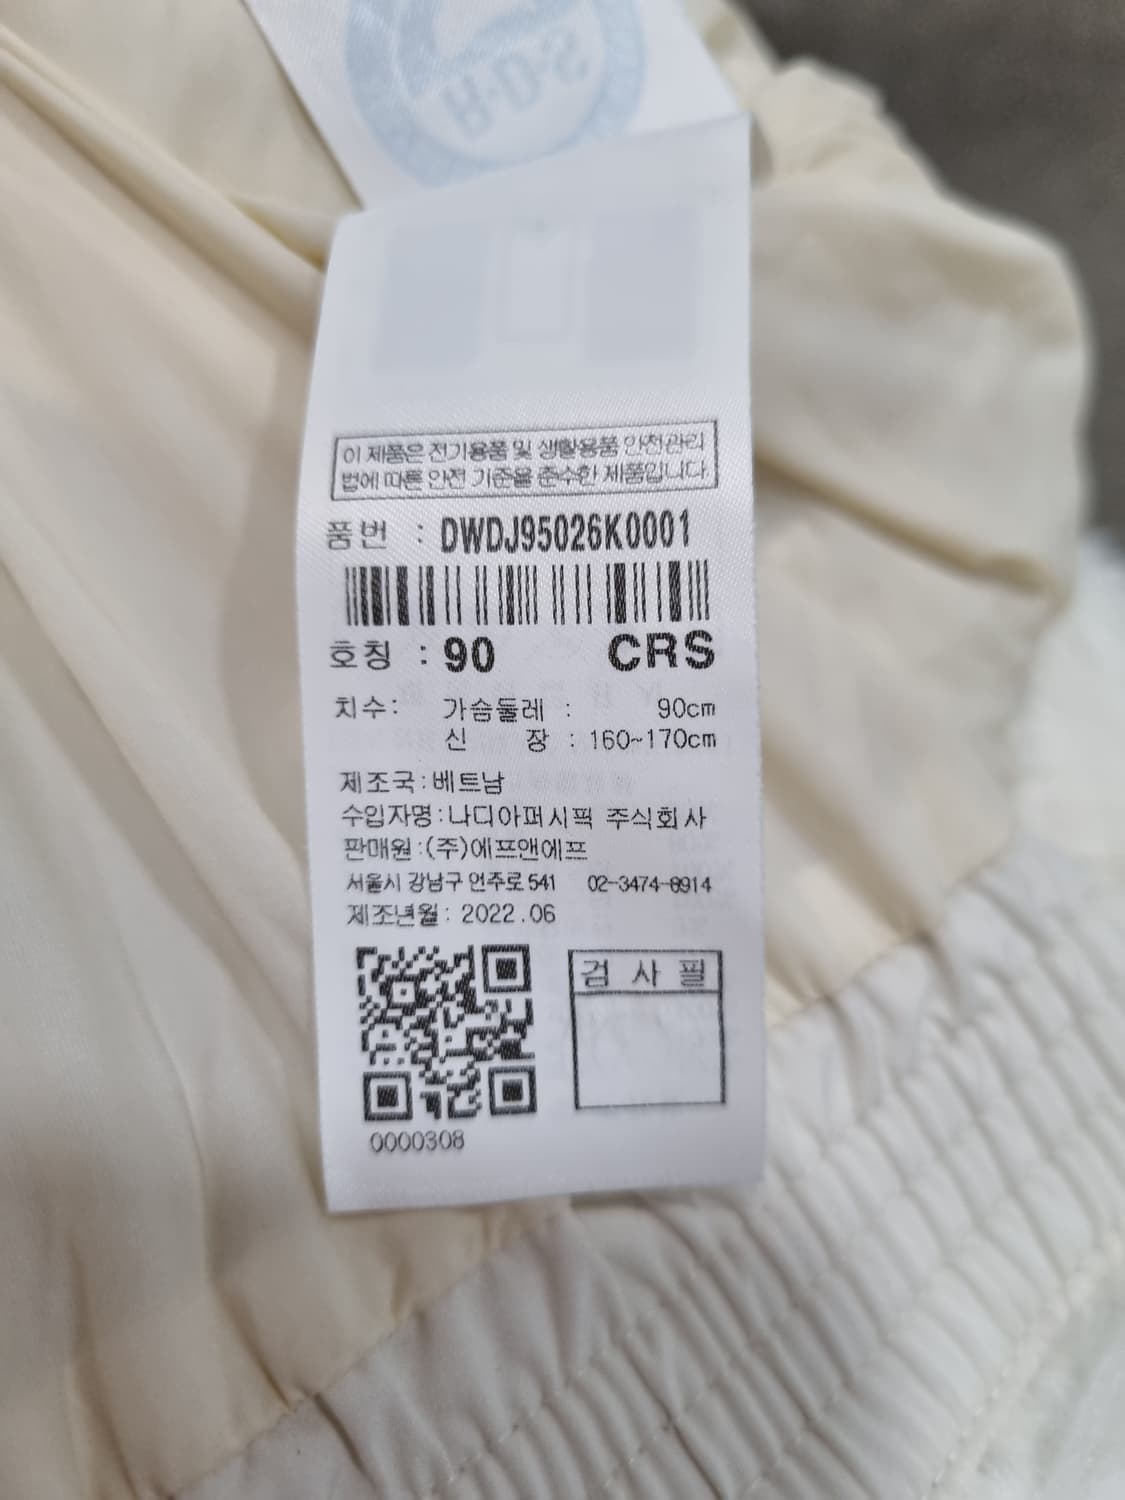 R·D·S
이 제품은 전기용품 및 생활용품 안전관리
법에 따른 안전 기준을 준수한 제품입니다.
품번 : DWDJ95026K0001
호칭 : 90 CRS
치수: 가슴둘레 : 90cm
신 장 : 160~170cm
제조국:베트남
수입자명:나디아퍼시픽 주식회사
판매원:(주)에프앤에프
서울시 강남구 언주로 541 02-3474-8914
제조년월: 2022.06
검 사 필
0000308